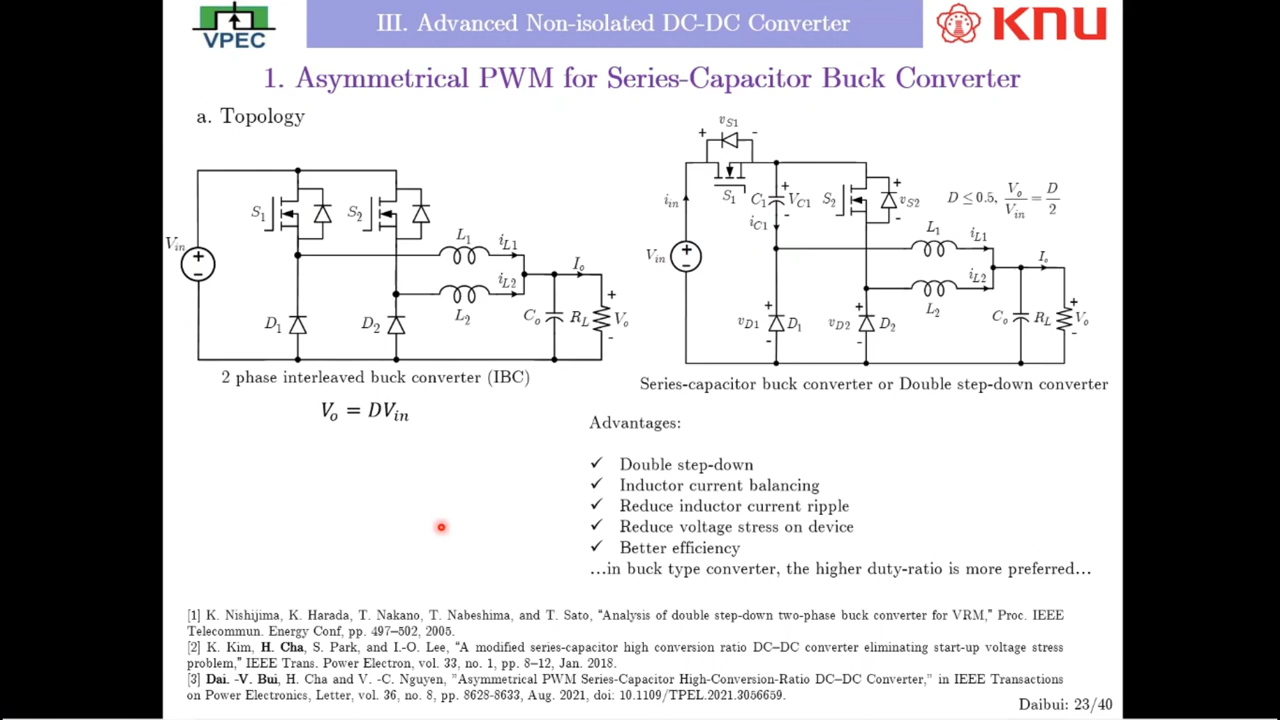 VPEC
III. Advanced Non-isolated DC-DC Converter
KNU
1. Asymmetrical PWM for Series-Capacitor Buck Converter
a. Topology
S1
S2
Vin
L1
iL1
iL2
L2
Io
D1
D2
Co
RL
+
Vo
-
2 phase interleaved buck converter (IBC)
Vo = DVin
+ vS1 -
S1
iin
Vin
C1
+
VC1
-
iC1
S2
+
vS2
-
D ≤ 0.5, Vo/Vin = D/2
L1
iL1
iL2
L2
Io
+
vD1
-
D1
+
vD2
-
D2
Co
RL
+
Vo
-
Series-capacitor buck converter or Double step-down converter
Advantages:
✓ Double step-down
✓ Inductor current balancing
✓ Reduce inductor current ripple
✓ Reduce voltage stress on device
✓ Better efficiency
...in buck type converter, the higher duty-ratio is more preferred...
[1] K. Nishijima, K. Harada, T. Nakano, T. Nabeshima, and T. Sato, “Analysis of double step-down two-phase buck converter for VRM,” Proc. IEEE
Telecommun. Energy Conf, pp. 497–502, 2005.
[2] K. Kim, H. Cha, S. Park, and I.-O. Lee, “A modified series-capacitor high conversion ratio DC–DC converter eliminating start-up voltage stress
problem,” IEEE Trans. Power Electron, vol. 33, no. 1, pp. 8–12, Jan. 2018.
[3] Dai. -V. Bui, H. Cha and V. -C. Nguyen, "Asymmetrical PWM Series-Capacitor High-Conversion-Ratio DC–DC Converter," in IEEE Transactions
on Power Electronics, Letter, vol. 36, no. 8, pp. 8628-8633, Aug. 2021, doi: 10.1109/TPEL.2021.3056659.
Daibui: 23/40